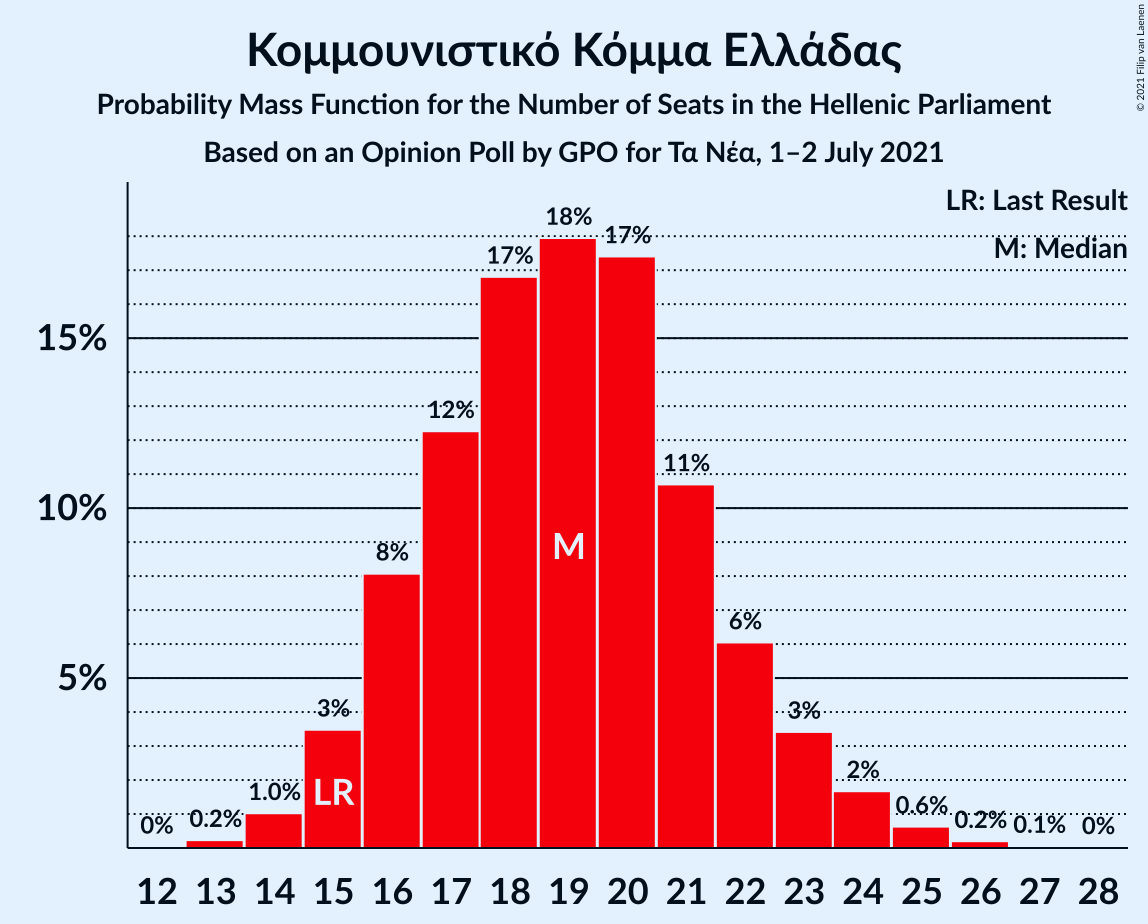 Κομμουνιστικό Κόμμα Ελλάδας
Probability Mass Function for the Number of Seats in the Hellenic Parliament
Based on an Opinion Poll by GPO for Τα Νέα, 1–2 July 2021
© 2021 Filip van Laenen
LR: Last Result
M: Median
15%
10%
5%
0%
0.2%
1.0%
3%
8%
12%
17%
18%
17%
11%
6%
3%
2%
0.6%
0.2%
0.1%
0%
LR
M
12 13 14 15 16 17 18 19 20 21 22 23 24 25 26 27 28